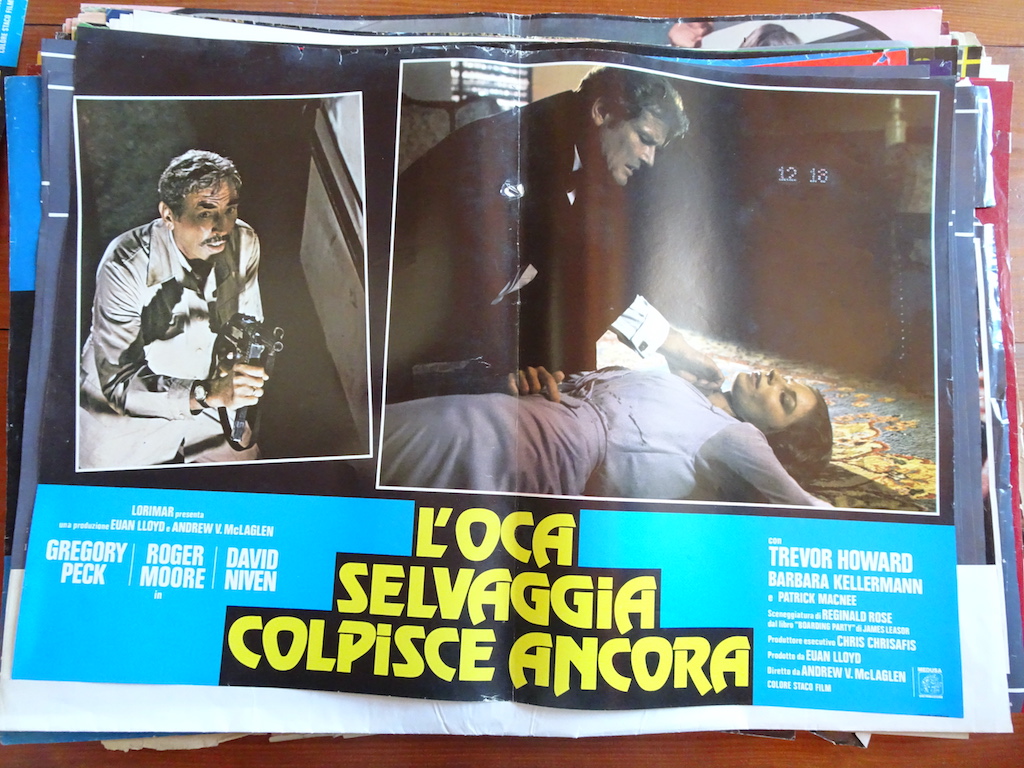 12 18
LORIMAR presenta
una produzione EUAN LLOYD e ANDREW V. McLAGLEN
GREGORY PECK
ROGER MOORE
DAVID NIVEN
in
L'OCA
SELVAGGIA
COLPISCE ANCORA
CON
TREVOR HOWARD
BARBARA KELLERMANN
e PATRICK MACNEE
Sceneggiatura di REGINALD ROSE
dal libro "BOARDING PARTY" di JAMES LEASOR
Produttore esecutivo CHRIS CHRISAFIS
Prodotto da EUAN LLOYD
Diretto da ANDREW V. McLAGLEN
COLORE STACO FILM
MEDUSA
COLORE STACO FILM